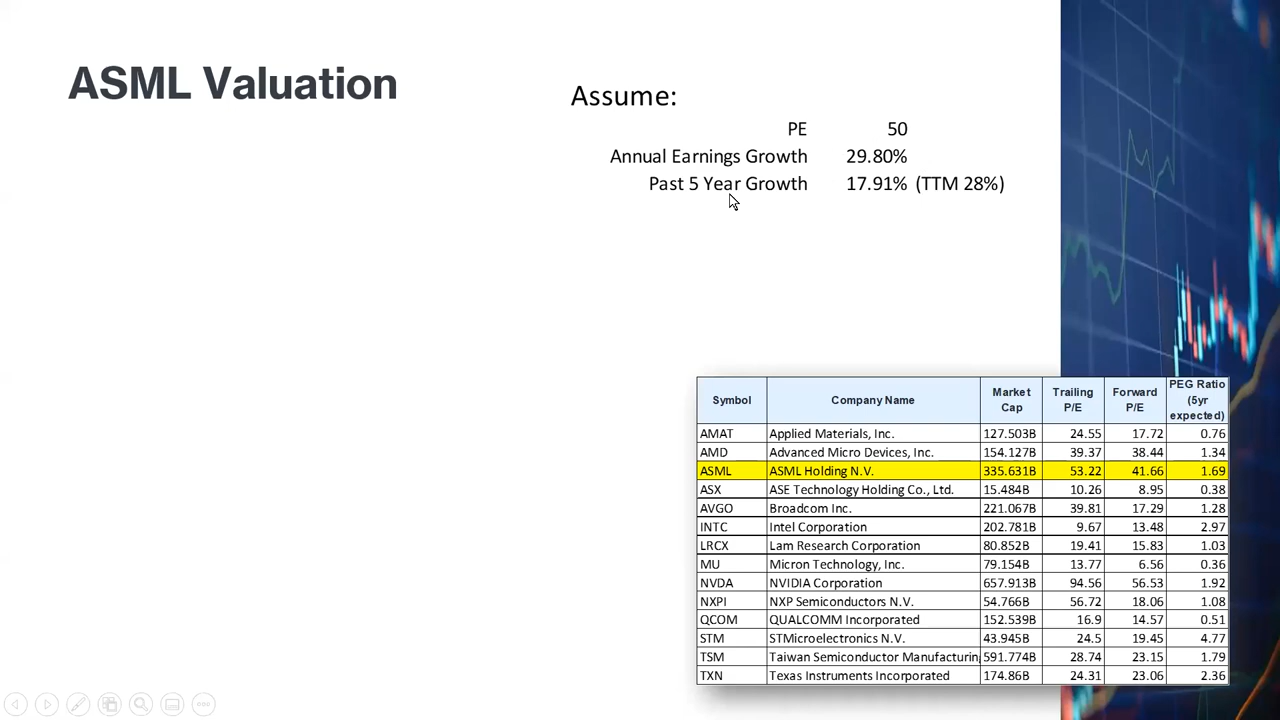 ASML Valuation
Assume:
PE 50
Annual Earnings Growth 29.80%
Past 5 Year Growth 17.91% (TTM 28%)
Symbol Company Name Market Cap Trailing P/E Forward P/E PEG Ratio (5yr expected)
AMAT Applied Materials, Inc. 127.503B 24.55 17.72 0.76
AMD Advanced Micro Devices, Inc. 154.127B 39.37 38.44 1.34
ASML ASML Holding N.V. 335.631B 53.22 41.66 1.69
ASX ASE Technology Holding Co., Ltd. 15.484B 10.26 8.95 0.38
AVGO Broadcom Inc. 221.067B 39.81 17.29 1.28
INTC Intel Corporation 202.781B 9.67 13.48 2.97
LRCX Lam Research Corporation 80.852B 19.41 15.83 1.03
MU Micron Technology, Inc. 79.154B 13.77 6.56 0.36
NVDA NVIDIA Corporation 657.913B 94.56 56.53 1.92
NXPI NXP Semiconductors N.V. 54.766B 56.72 18.06 1.08
QCOM QUALCOMM Incorporated 152.539B 16.9 14.57 0.51
STM STMicroelectronics N.V. 43.945B 24.5 19.45 4.77
TSM Taiwan Semiconductor Manufacturin 591.774B 28.74 23.15 1.79
TXN Texas Instruments Incorporated 174.86B 24.31 23.06 2.36